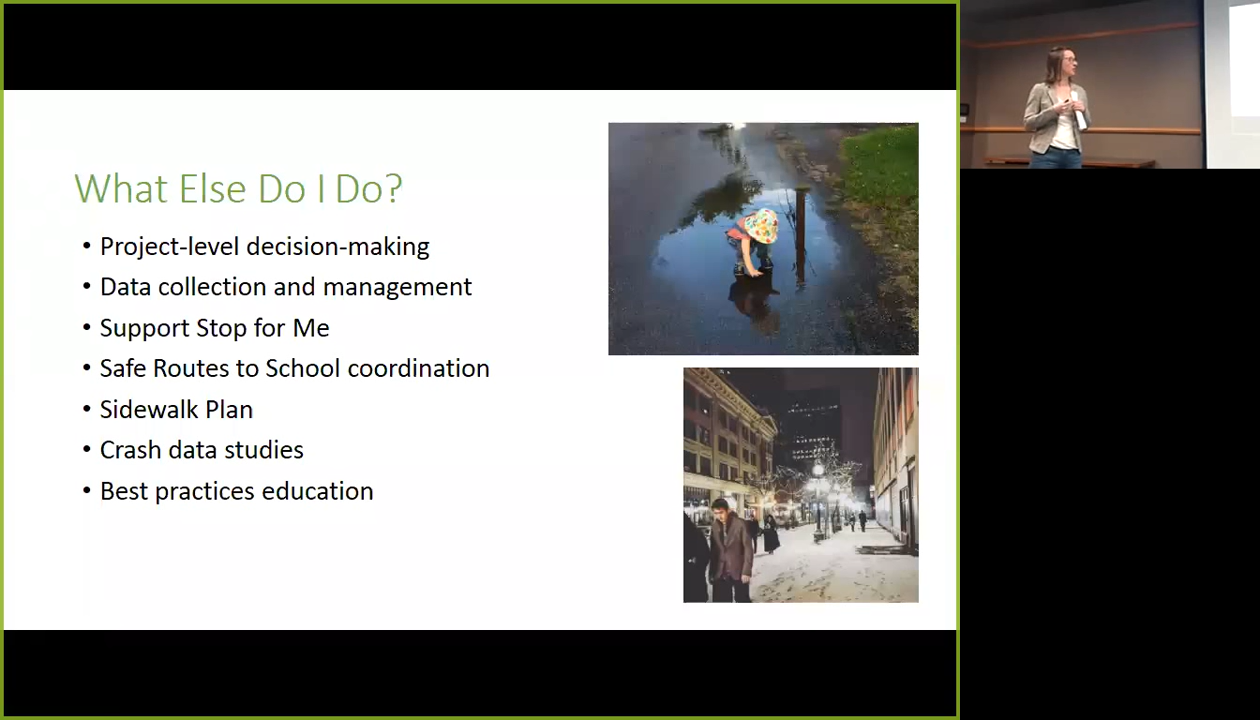 What Else Do I Do?
• Project-level decision-making
• Data collection and management
• Support Stop for Me
• Safe Routes to School coordination
• Sidewalk Plan
• Crash data studies
• Best practices education